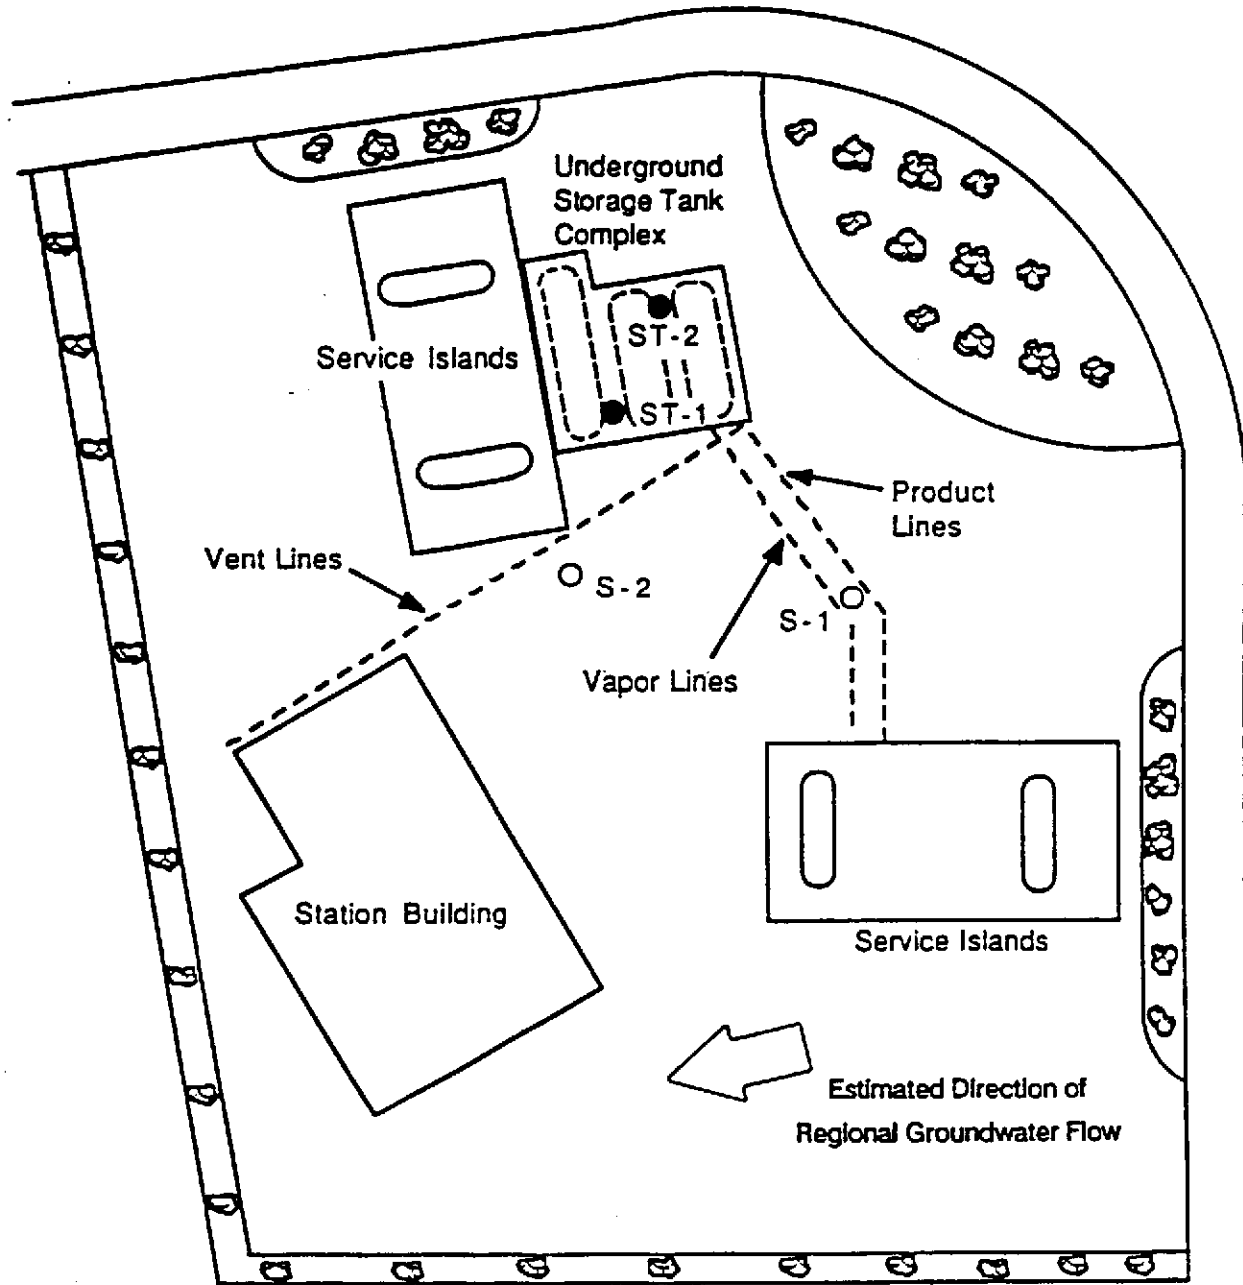 Underground
Storage Tank
Complex
ST-2
Service Islands
ST-1
Product
Lines
Vent Lines
S-2
S-1
Vapor Lines
Station Building
Service Islands
Estimated Direction of
Regional Groundwater Flow